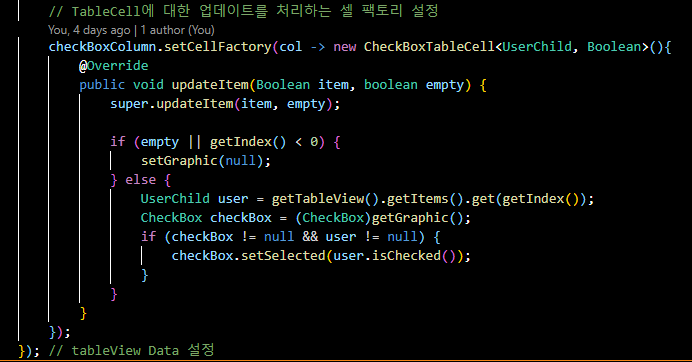 // TableCell에 대한 업데이트를 처리하는 셀 팩토리 설정
You, 4 days ago | 1 author (You)
checkBoxColumn.setCellFactory(col -> new CheckBoxTableCell<UserChild, Boolean>(){
@Override
public void updateItem(Boolean item, boolean empty) {
super.updateItem(item, empty);
if (empty || getIndex() < 0) {
setGraphic(null);
} else {
UserChild user = getTableView().getItems().get(getIndex());
CheckBox checkBox = (CheckBox)getGraphic();
if (checkBox != null && user != null) {
checkBox.setSelected(user.isChecked());
}
}
}
});
}); // tableView Data 설정